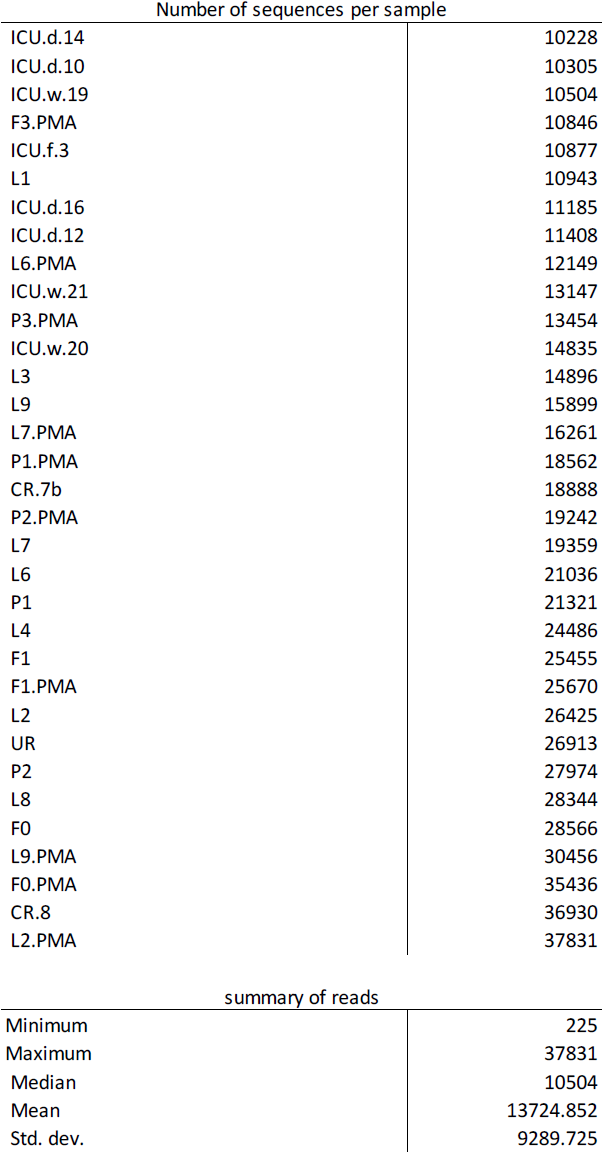 Number of sequences per sample
ICU.d.14 10228
ICU.d.10 10305
ICU.w.19 10504
F3.PMA 10846
ICU.f.3 10877
L1 10943
ICU.d.16 11185
ICU.d.12 11408
L6.PMA 12149
ICU.w.21 13147
P3.PMA 13454
ICU.w.20 14835
L3 14896
L9 15899
L7.PMA 16261
P1.PMA 18562
CR.7b 18888
P2.PMA 19242
L7 19359
L6 21036
P1 21321
L4 24486
F1 25455
F1.PMA 25670
L2 26425
UR 26913
P2 27974
L8 28344
F0 28566
L9.PMA 30456
F0.PMA 35436
CR.8 36930
L2.PMA 37831
summary of reads
Minimum 225
Maximum 37831
Median 10504
Mean 13724.852
Std. dev. 9289.725